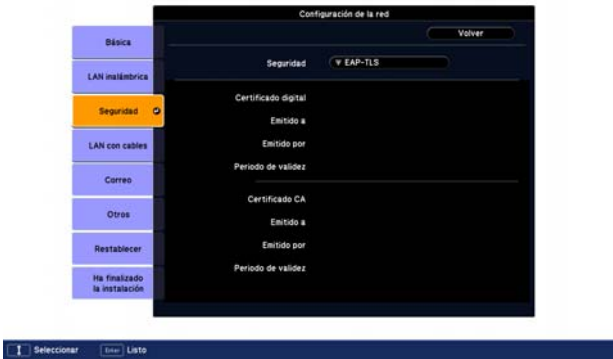 Configuración de la red
Volver
Básica
LAN inalámbrica
Seguridad
LAN con cables
Correo
Otros
Restablecer
Ha finalizado
la instalación
Seguridad
EAP-TLS
Certificado digital
Emitido a
Emitido por
Periodo de validez
Certificado CA
Emitido a
Emitido por
Periodo de validez
Seleccionar
Enter
Listo